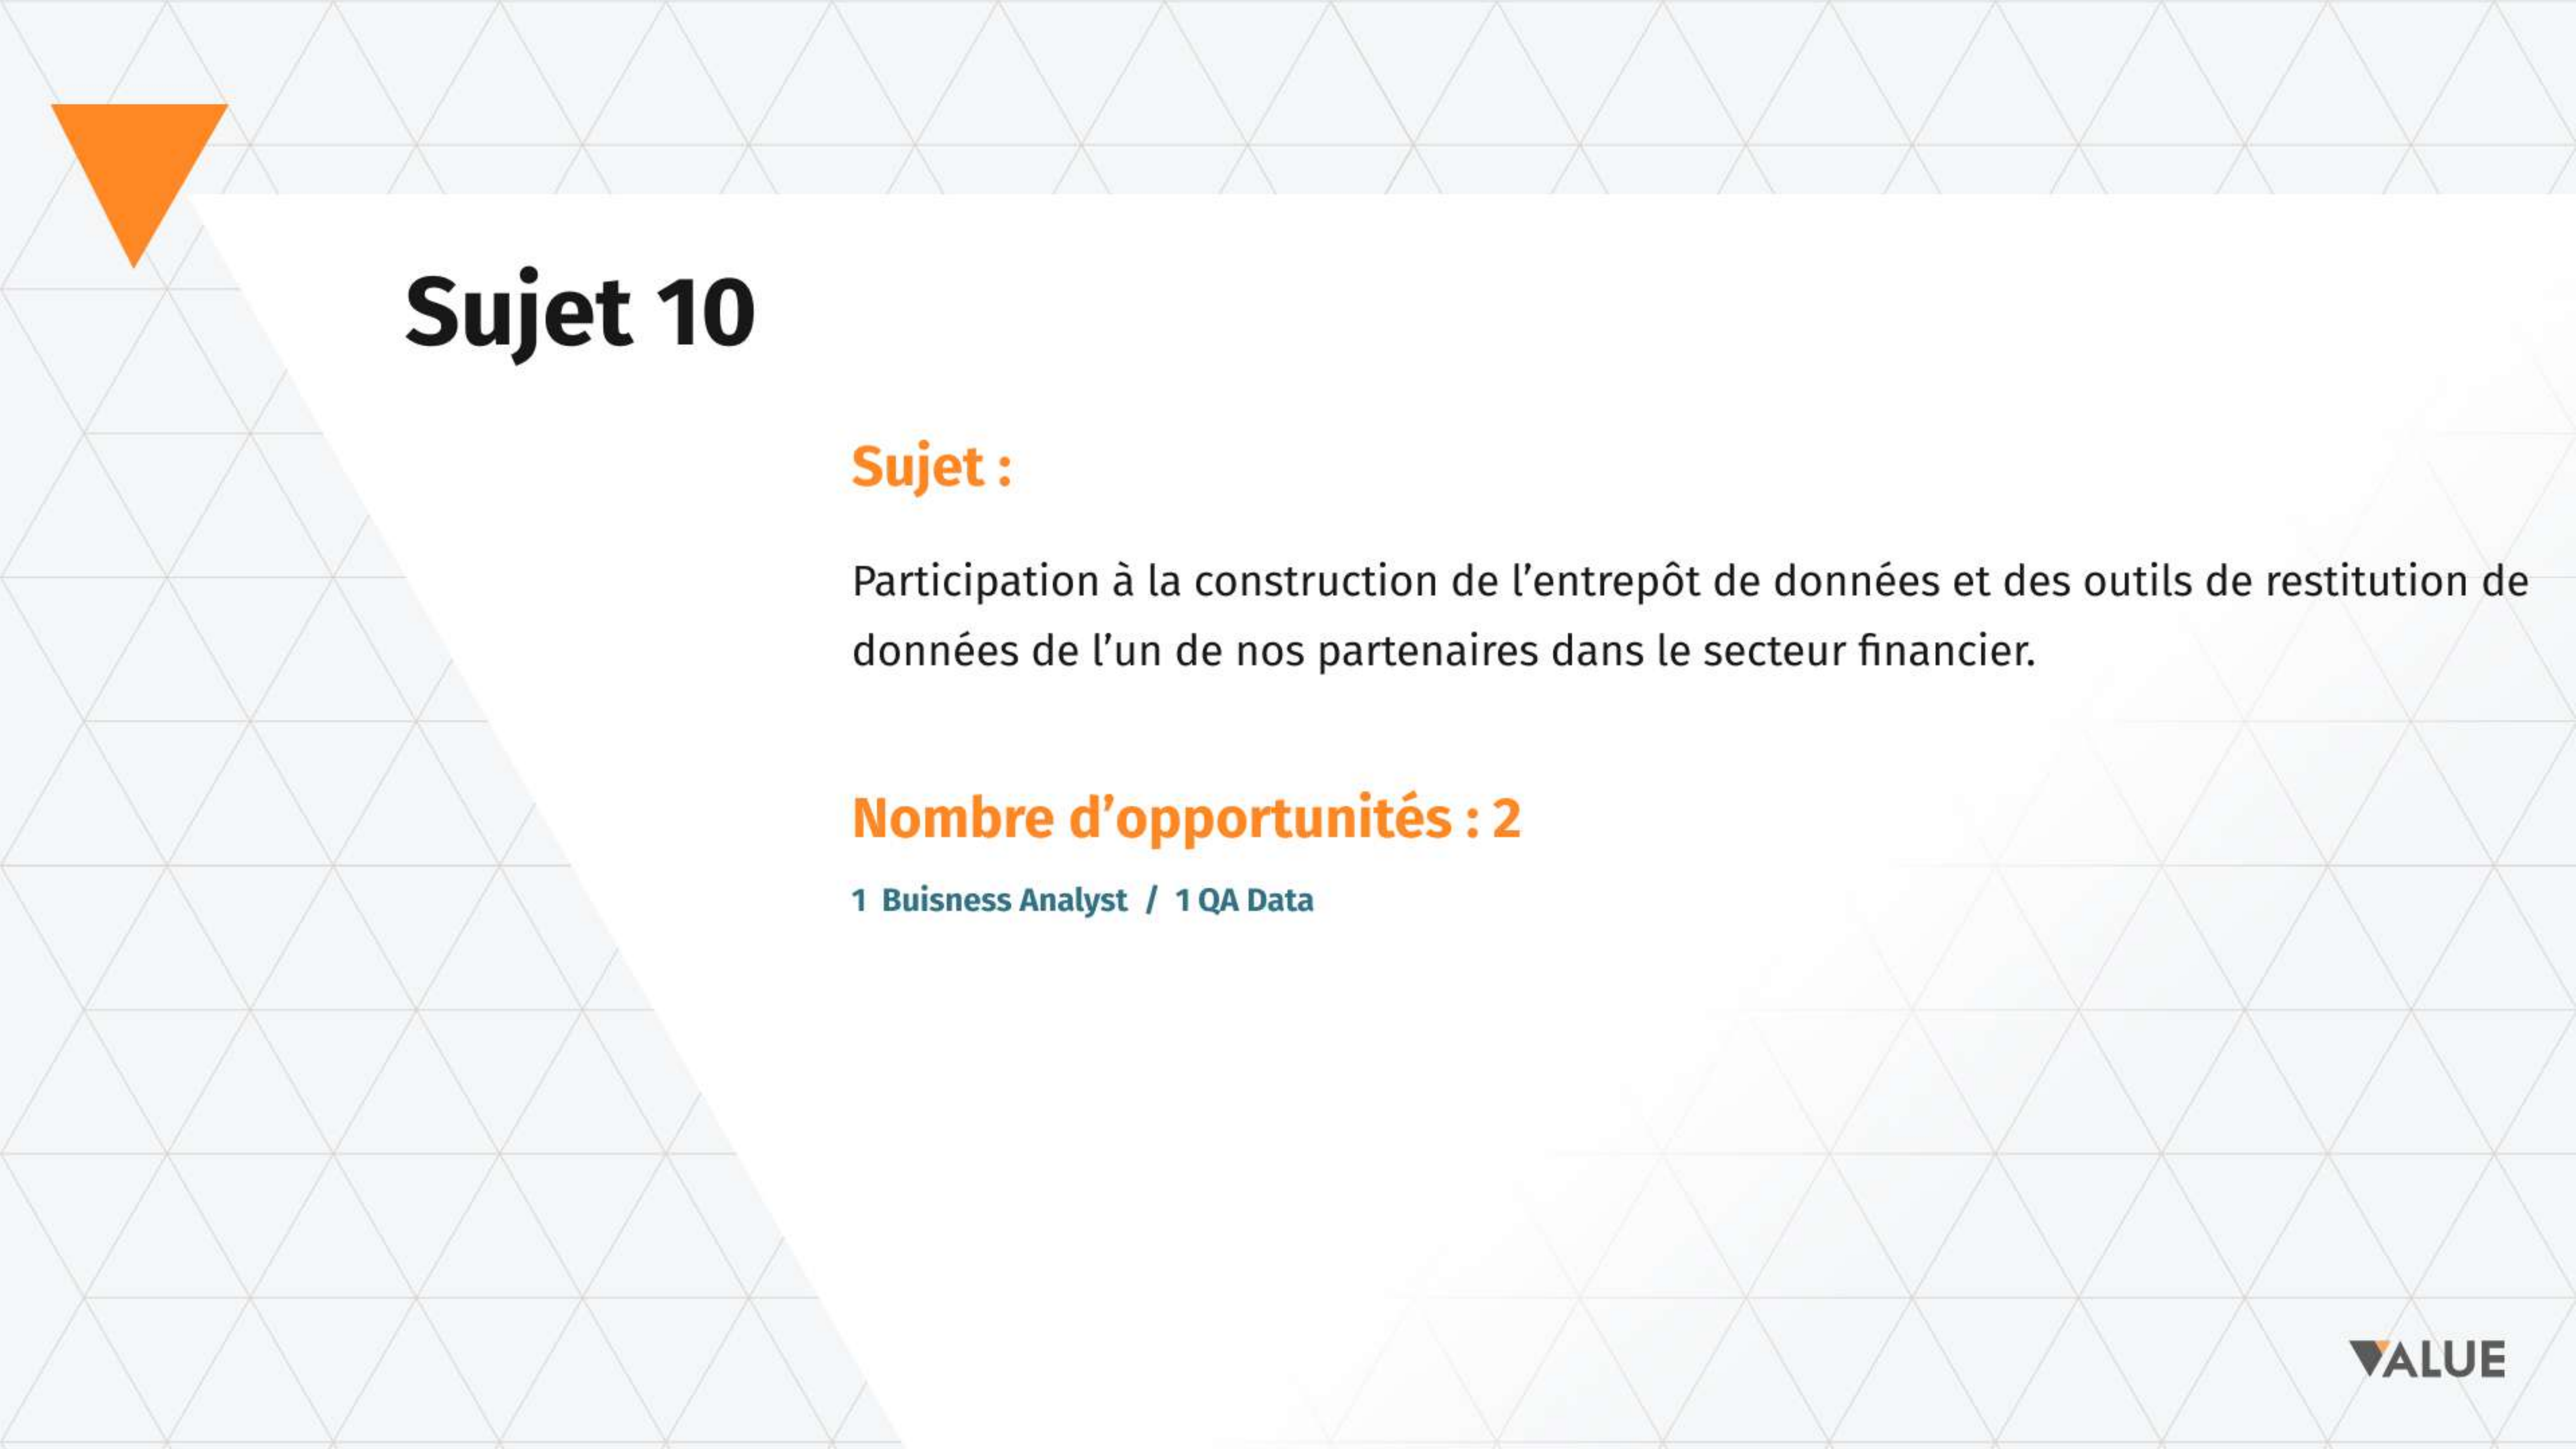 Sujet 10
Sujet :
Participation à la construction de l’entrepôt de données et des outils de restitution de
données de l’un de nos partenaires dans le secteur financier.
Nombre d’opportunités : 2
1 Buisness Analyst / 1 QA Data
VALUE